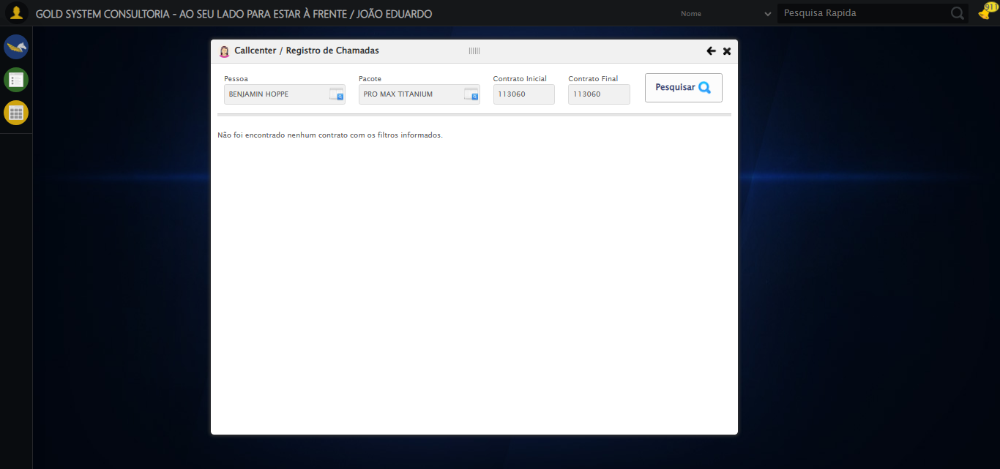 GOLD SYSTEM CONSULTORIA - AO SEU LADO PARA ESTAR À FRENTE / JOÃO EDUARDO
Nome
Pesquisa Rapida
911
Callcenter / Registro de Chamadas
Pessoa
Pacote
Contrato Inicial
Contrato Final
BENJAMIN HOPPE
PRO MAX TITANIUM
113060
113060
Pesquisar
Não foi encontrado nenhum contrato com os filtros informados.